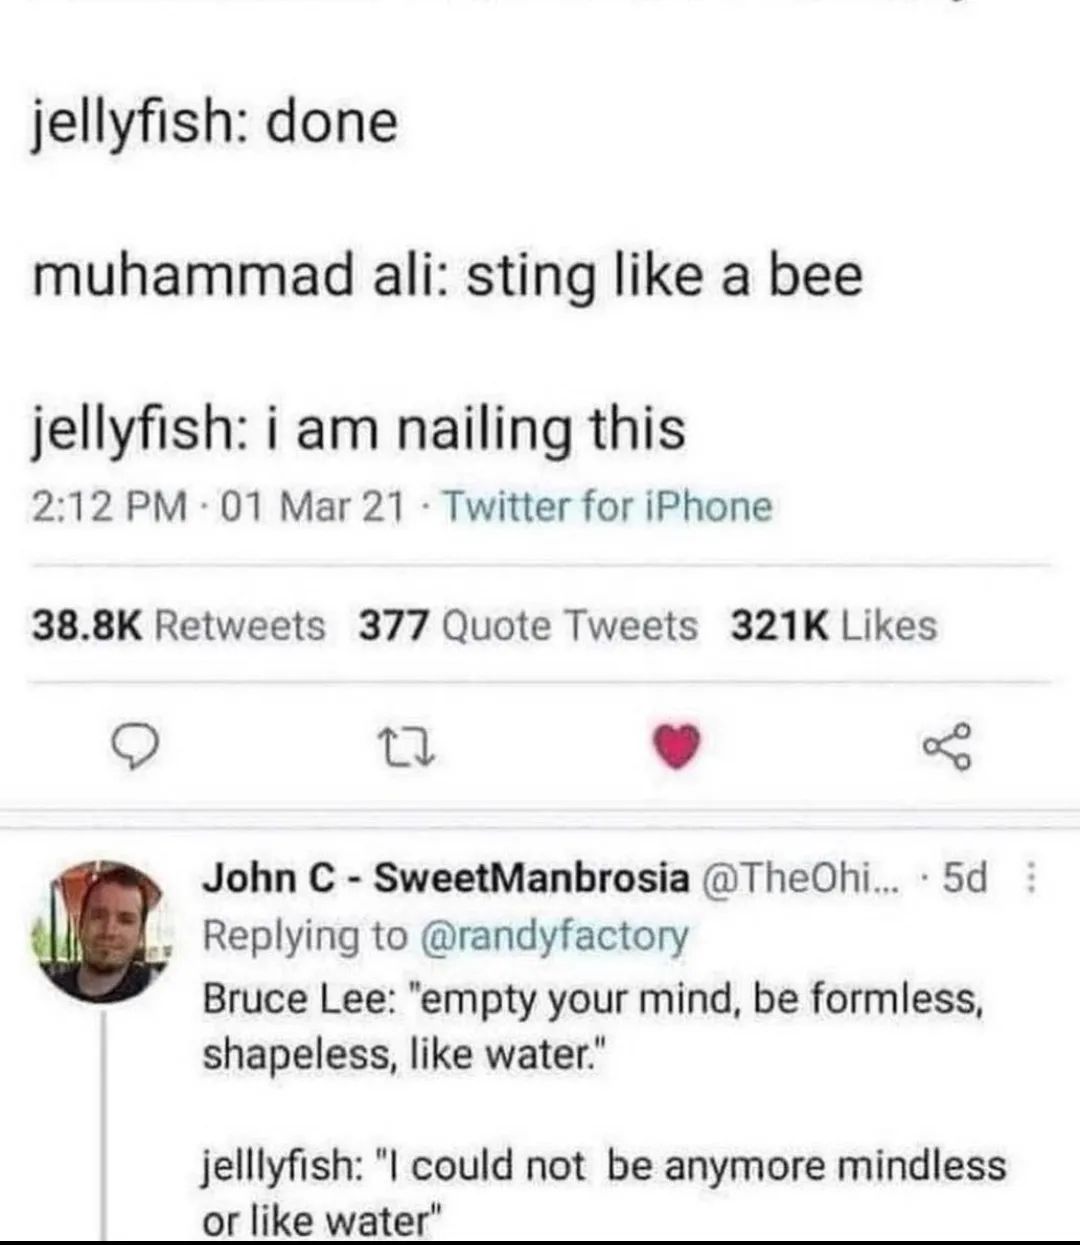 jellyfish: done
muhammad ali: sting like a bee
jellyfish: i am nailing this
2:12 PM · 01 Mar 21 · Twitter for iPhone
38.8K Retweets 377 Quote Tweets 321K Likes
John C - SweetManbrosia @TheOhi... · 5d
Replying to @randyfactory
Bruce Lee: "empty your mind, be formless,
shapeless, like water."
jelllyfish: "I could not be anymore mindless
or like water"